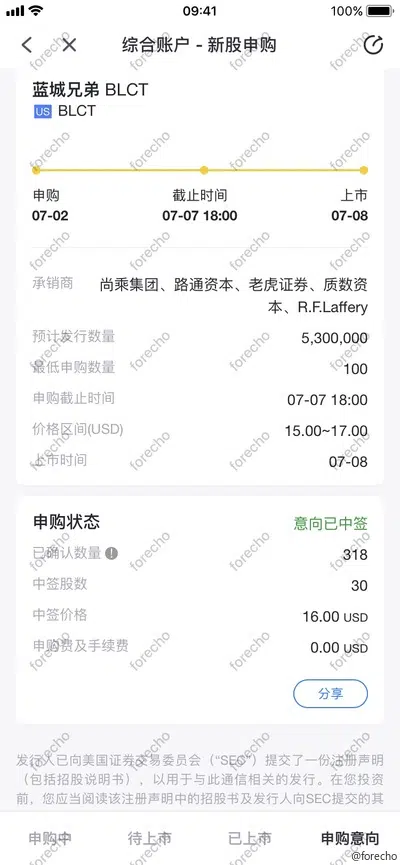 09:41
100%
综合账户 - 新股申购
蓝城兄弟 BLCT
US BLCT
申购 截止时间 上市
07-02 07-07 18:00 07-08
承销商 尚乘集团、路通资本、老虎证券、质数资
本、R.F.Laffery
预计发行数量 5,300,000
最低申购数量 100
申购截止时间 07-07 18:00
价格区间(USD) 15.00~17.00
上市时间 07-08
申购状态 意向已中签
已确认数量 318
中签股数 30
中签价格 16.00 USD
申购费及手续费 0.00 USD
分享
发行人已向美国证券交易委员会（“SEC”）提交了一份注册声明
（包括招股说明书），以用于与此通信相关的发行。在您投资
前，您应当阅读该注册声明中的招股书及发行人向SEC提交的其
申购中 待上市 已上市 申购意向
@forecho